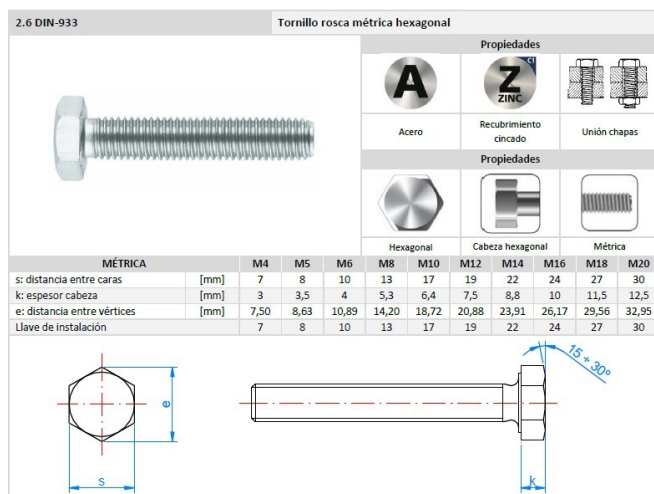 2.6 DIN-933 Tornillo rosca métrica hexagonal
Propiedades
A
Z
ZINC
C1
Acero Recubrimiento cincado Unión chapas
Propiedades
Hexagonal Cabeza hexagonal Métrica
MÉTRICA M4 M5 M6 M8 M10 M12 M14 M16 M18 M20
s: distancia entre caras [mm] 7 8 10 13 17 19 22 24 27 30
k: espesor cabeza [mm] 3 3,5 4 5,3 6,4 7,5 8,8 10 11,5 12,5
e: distancia entre vértices [mm] 7,50 8,63 10,89 14,20 18,72 20,88 23,91 26,17 29,56 32,95
Llave de instalación 7 8 10 13 17 19 22 24 27 30
15 + 30º
e
s
k